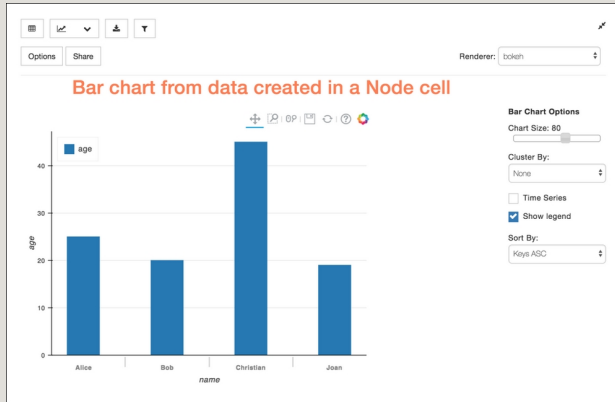 Options Share Renderer: bokeh
Bar chart from data created in a Node cell
Bar Chart Options
Chart Size: 80
Cluster By:
None
Time Series
Show legend
Sort By:
Keys ASC
age
40
30
20
10
0
age
Alice Bob Christian Joan
name